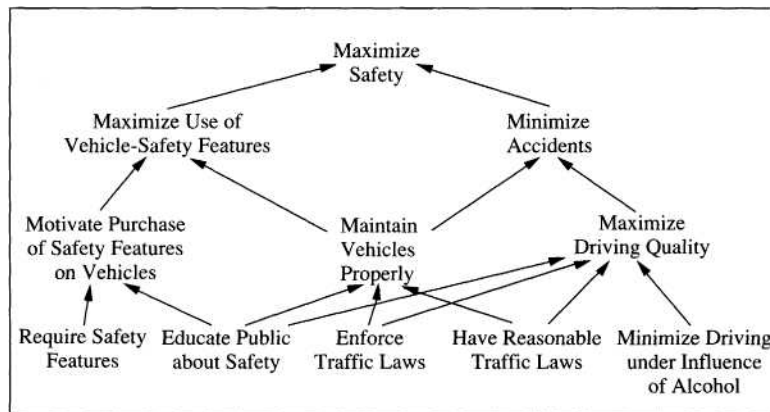 Maximize
Safety
Maximize Use of
Vehicle-Safety Features
Minimize
Accidents
Motivate Purchase
of Safety Features
on Vehicles
Maintain
Vehicles
Properly
Maximize
Driving Quality
Require Safety
Features
Educate Public
about Safety
Enforce
Traffic Laws
Have Reasonable
Traffic Laws
Minimize Driving
under Influence
of Alcohol